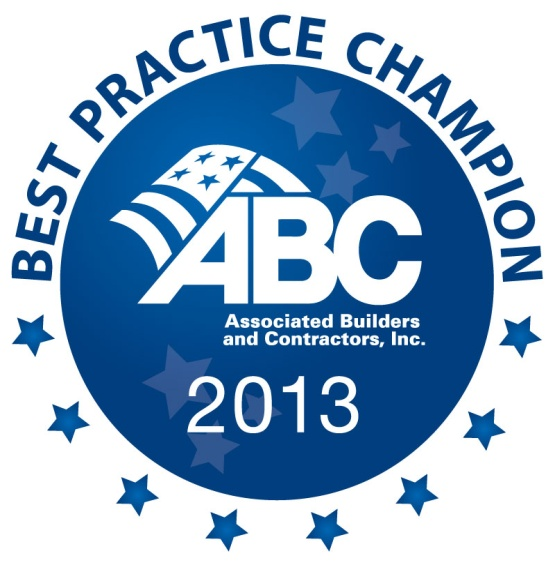 BEST PRACTICE CHAMPION
ABC
Associated Builders
and Contractors, Inc.
2013